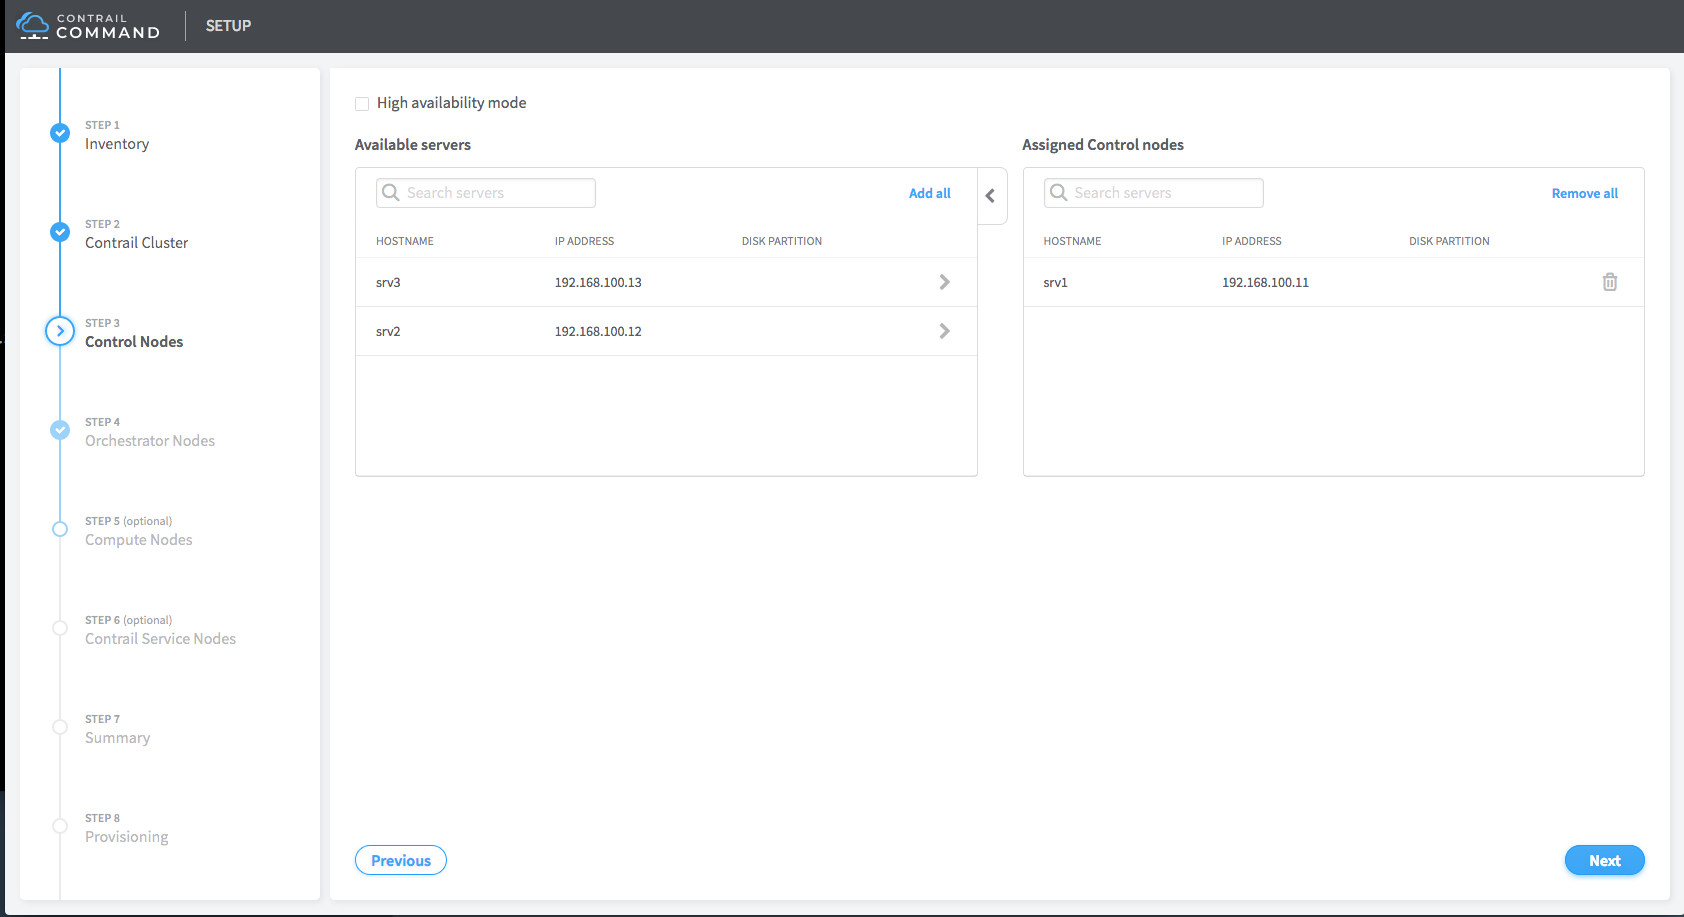 CONTRAIL
COMMAND
SETUP
STEP 1
Inventory
STEP 2
Contrail Cluster
STEP 3
Control Nodes
STEP 4
Orchestrator Nodes
STEP 5 (optional)
Compute Nodes
STEP 6 (optional)
Contrail Service Nodes
STEP 7
Summary
STEP 8
Provisioning
High availability mode
Available servers
Search servers Add all
HOSTNAME IP ADDRESS DISK PARTITION
srv3 192.168.100.13
srv2 192.168.100.12
Assigned Control nodes
Search servers Remove all
HOSTNAME IP ADDRESS DISK PARTITION
srv1 192.168.100.11
Previous Next